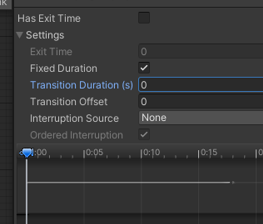 Has Exit Time
Settings
Exit Time 0
Fixed Duration
Transition Duration (s) 0
Transition Offset 0
Interruption Source None
Ordered Interruption
0:00 0:05 0:10 0:15